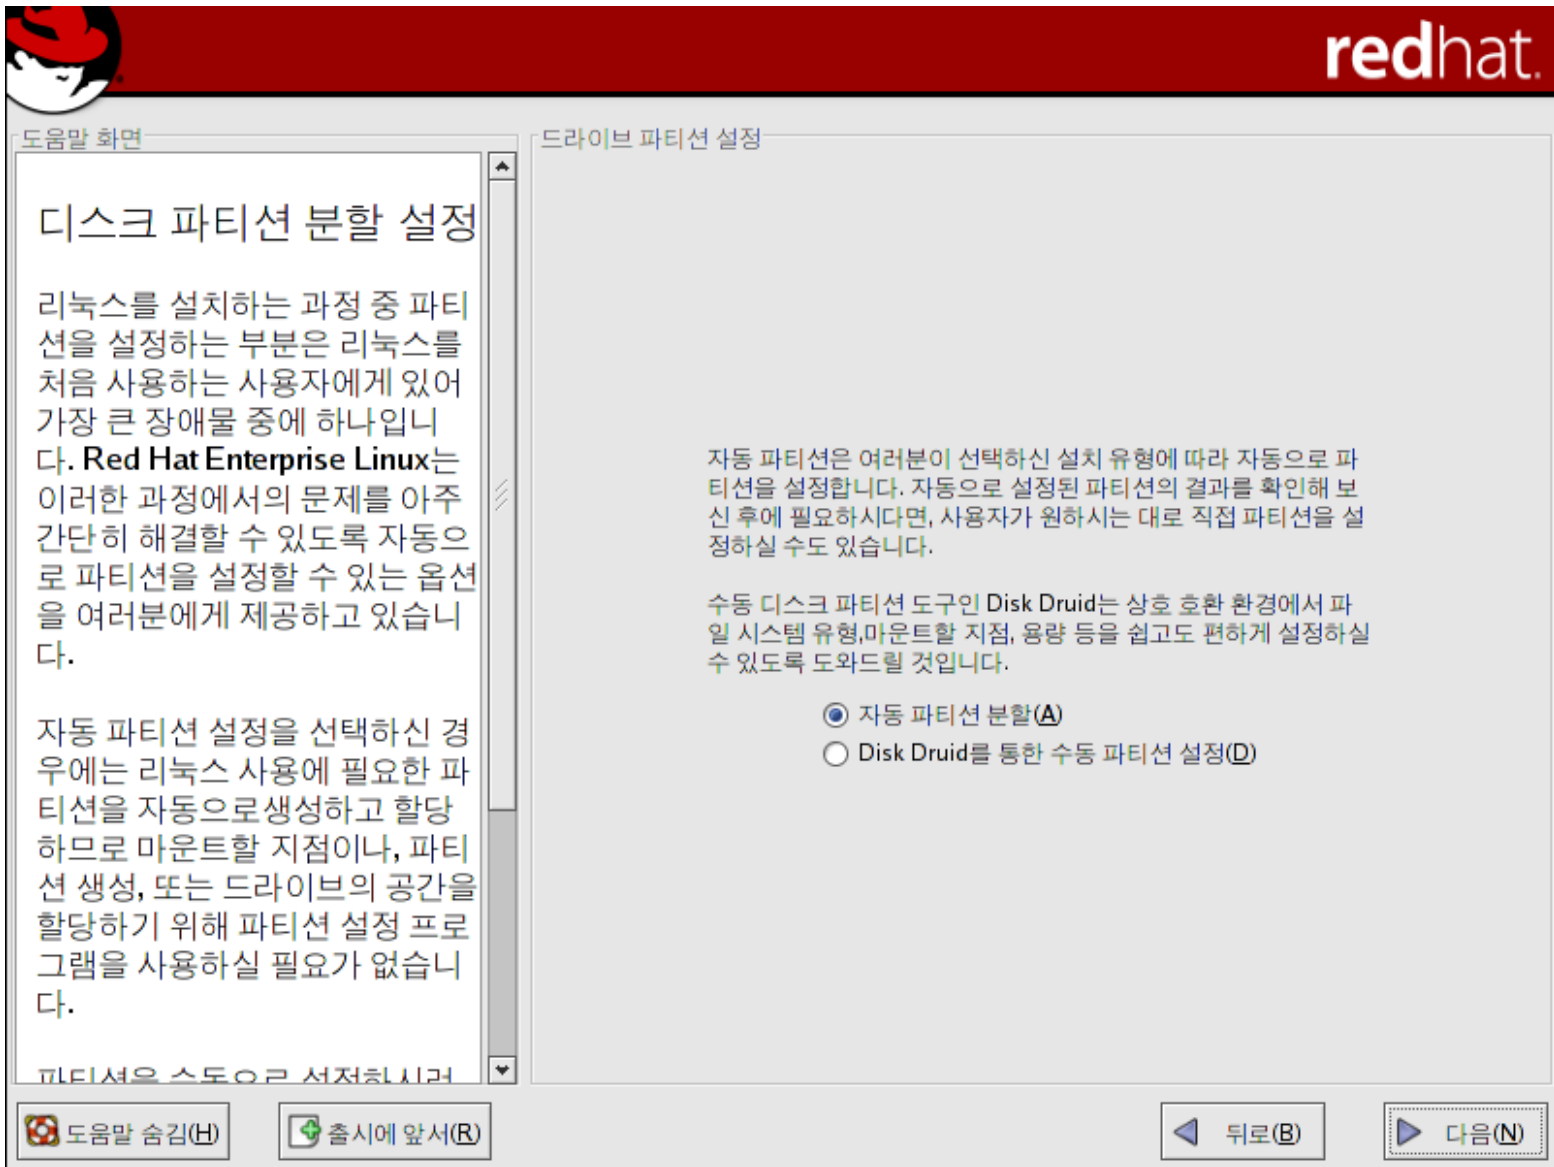 redhat.
도움말 화면
디스크 파티션 분할 설정
리눅스를 설치하는 과정 중 파티
션을 설정하는 부분은 리눅스를
처음 사용하는 사용자에게 있어
가장 큰 장애물 중에 하나입니
다. Red Hat Enterprise Linux는
이러한 과정에서의 문제를 아주
간단히 해결할 수 있도록 자동으
로 파티션을 설정할 수 있는 옵션
을 여러분에게 제공하고 있습니
다.
자동 파티션 설정을 선택하신 경
우에는 리눅스 사용에 필요한 파
티션을 자동으로생성하고 할당
하므로 마운트할 지점이나, 파티
션 생성, 또는 드라이브의 공간을
할당하기 위해 파티션 설정 프로
그램을 사용하실 필요가 없습니
다.
파티션을 수동으로 설정하시려
드라이브 파티션 설정
자동 파티션은 여러분이 선택하신 설치 유형에 따라 자동으로 파
티션을 설정합니다. 자동으로 설정된 파티션의 결과를 확인해 보
신 후에 필요하시다면, 사용자가 원하시는 대로 직접 파티션을 설
정하실 수도 있습니다.
수동 디스크 파티션 도구인 Disk Druid는 상호 호환 환경에서 파
일 시스템 유형,마운트할 지점, 용량 등을 쉽고도 편하게 설정하실
수 있도록 도와드릴 것입니다.
자동 파티션 분할(A)
Disk Druid를 통한 수동 파티션 설정(D)
도움말 숨김(H)
출시에 앞서(R)
뒤로(B)
다음(N)